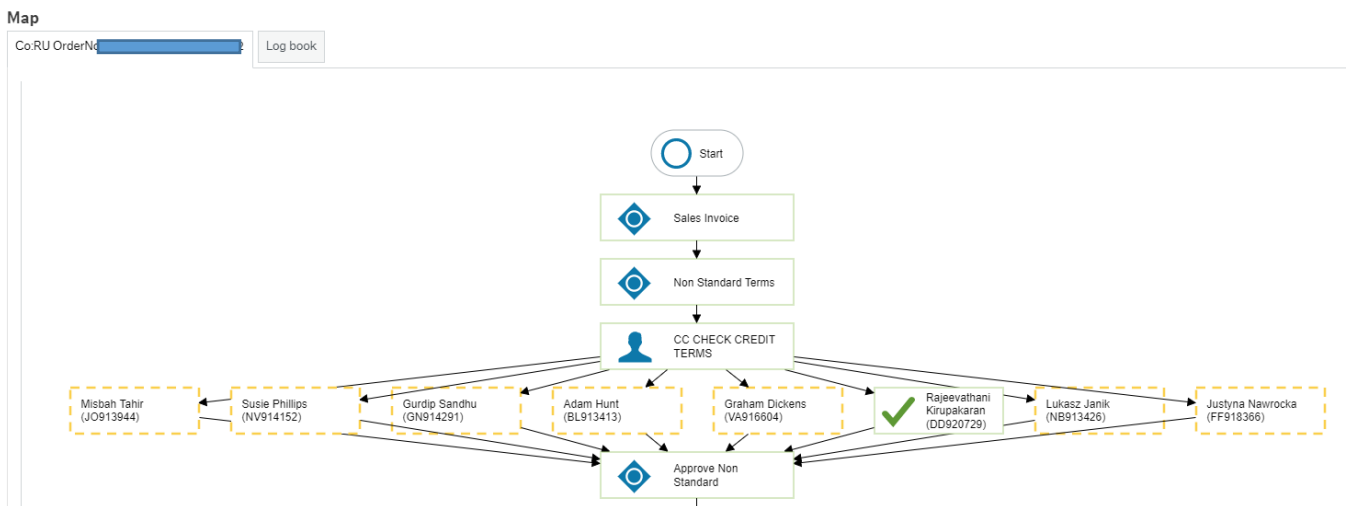 Map
Co:RU OrderNo
Log book
Start
Sales Invoice
Non Standard Terms
CC CHECK CREDIT
TERMS
Misbah Tahir
(JO913944)
Susie Phillips
(NV914152)
Gurdip Sandhu
(GN914291)
Adam Hunt
(BL913413)
Graham Dickens
(VA916604)
Rajeevathani
Kirupakaran
(DD920729)
Lukasz Janik
(NB913426)
Justyna Nawrocka
(FF918366)
Approve Non
Standard